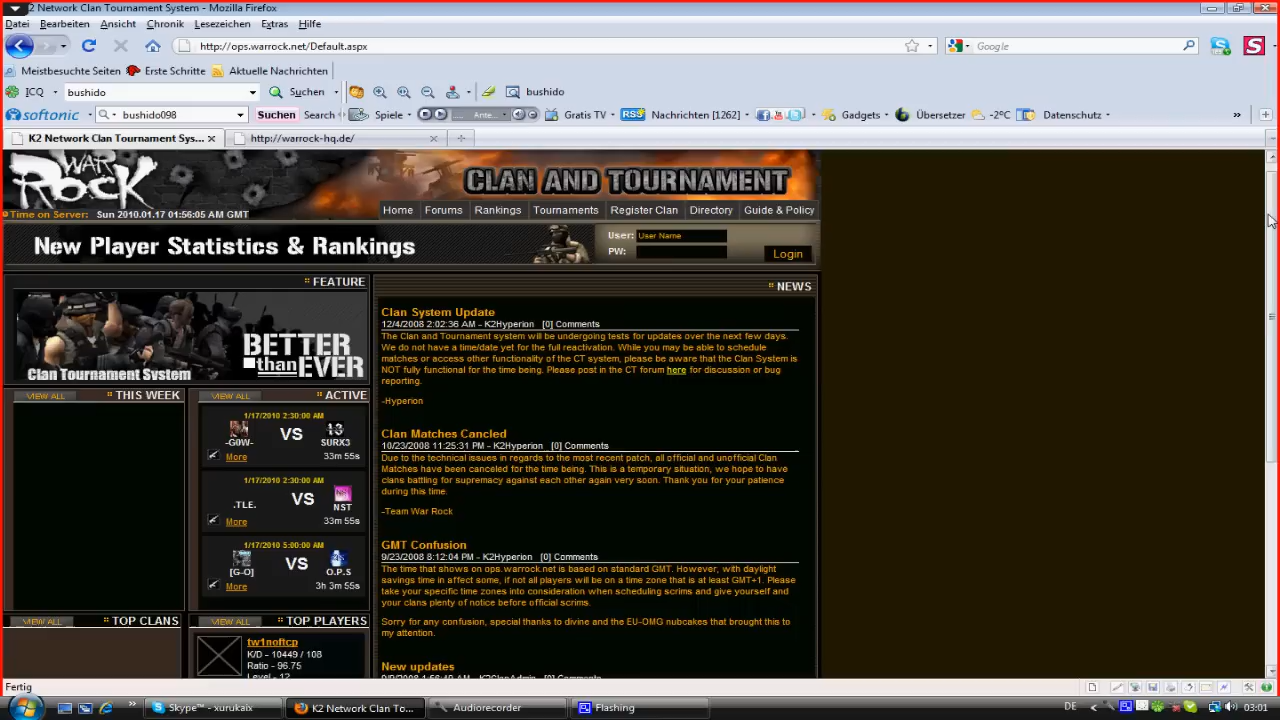 K2 Network Clan Tournament System - Mozilla Firefox
Datei Bearbeiten Ansicht Chronik Lesezeichen Extras Hilfe
http://ops.warrock.net/Default.aspx
Google
Meistbesuchte Seiten Erste Schritte Aktuelle Nachrichten
ICQ bushido Suchen bushido
softonic bushido098 Suchen Search Spiele ... Ante... Gratis TV RSS Nachrichten [1262] Gadgets Übersetzer -2°C Datenschutz »
K2 Network Clan Tournament Sys... http://warrock-hq.de/
WAR ROCK
CLAN AND TOURNAMENT
Time on Server: Sun 2010.01.17 01:56:05 AM GMT
Home Forums Rankings Tournaments Register Clan Directory Guide & Policy
New Player Statistics & Rankings
User: User Name
PW:
Login
FEATURE
BETTER than EVER
Clan Tournament System
VIEW ALL THIS WEEK
VIEW ALL ACTIVE
1/17/2010 2:30:00 AM
-G0W- VS SURX3
More 33m 55s
1/17/2010 2:30:00 AM
.TLE. VS NST
More 33m 55s
1/17/2010 5:00:00 AM
[G-O] VS O.P.S
More 3h 3m 55s
VIEW ALL TOP CLANS
VIEW ALL TOP PLAYERS
tw1noftcp
K/D - 10449 / 108
Ratio - 96.75
Level - 12
NEWS
Clan System Update
12/4/2008 2:02:36 AM - K2Hyperion [0] Comments
The Clan and Tournament system will be undergoing tests for updates over the next few days.
We do not have a time/date yet for the full reactivation. While you may be able to schedule
matches or access other functionality of the CT system, please be aware that the Clan System is
NOT fully functional for the time being. Please post in the CT forum here for discussion or bug
reporting.
-Hyperion
Clan Matches Cancled
10/23/2008 11:25:31 PM - K2Hyperion [0] Comments
Due to the technical issues in regards to the most recent patch, all official and unofficial Clan
Matches have been canceled for the time being. This is a temporary situation, we hope to have
clans battling for supremacy against each other again very soon. Thank you for your patience
during this time.
-Team War Rock
GMT Confusion
9/23/2008 8:12:04 PM - K2Hyperion [0] Comments
The time that shows on ops.warrock.net is based on standard GMT. However, with daylight
savings time in affect some, if not all players will be on a time zone that is at least GMT+1. Please
take your specific time zones into consideration when scheduling scrims and give yourself and
your clans plenty of notice before official scrims.
Sorry for any confusion, special thanks to divine and the EU-OMG nubcakes that brought this to
my attention.
New updates
Fertig
Skype™ - xurukaix K2 Network Clan To... Audiorecorder Flashing DE 03:01